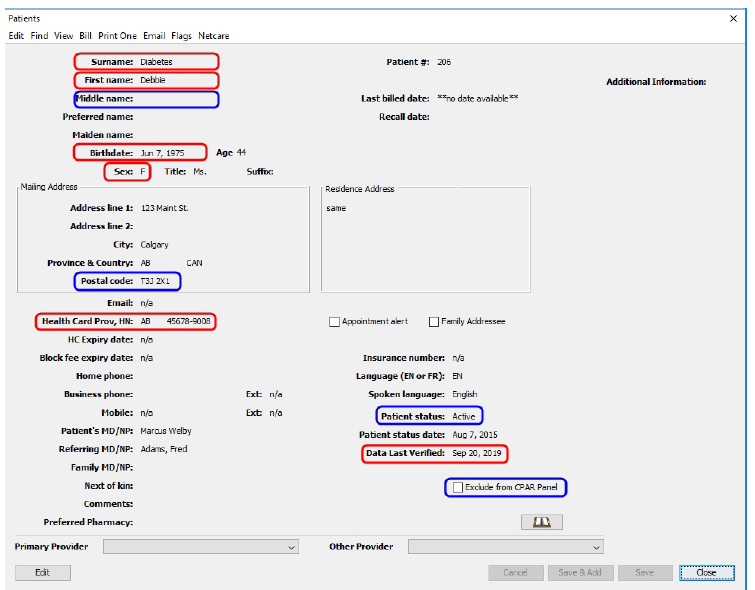 Patients
Edit Find View Bill Print One Email Flags Netcare
Surname: Diabetes Patient #: 206
First name: Debbie Additional Information:
Middle name: Last billed date: **no date available**
Preferred name: Recall date:
Maiden name:
Birthdate: Jun 7, 1975 Age 44
Sex: F Title: Ms. Suffix:
Mailing Address Residence Address
Address line 1: 123 Maint St. same
Address line 2:
City: Calgary
Province & Country: AB CAN
Postal code: T3J 2X1
Email: n/a
Health Card Prov, HN: AB 45678-9008 Appointment alert Family Addressee
HC Expiry date: n/a
Block fee expiry date: n/a Insurance number: n/a
Home phone: Language (EN or FR): EN
Business phone: Ext: n/a Spoken language: English
Mobile: n/a Ext: n/a Patient status: Active
Patient's MD/NP: Marcus Welby Patient status date: Aug 7, 2015
Referring MD/NP: Adams, Fred Data Last Verified: Sep 20, 2019
Family MD/NP:
Next of kin: Exclude from CPAR Panel
Comments:
Preferred Pharmacy:
Primary Provider Other Provider
Edit Cancel Save & Add Save Close